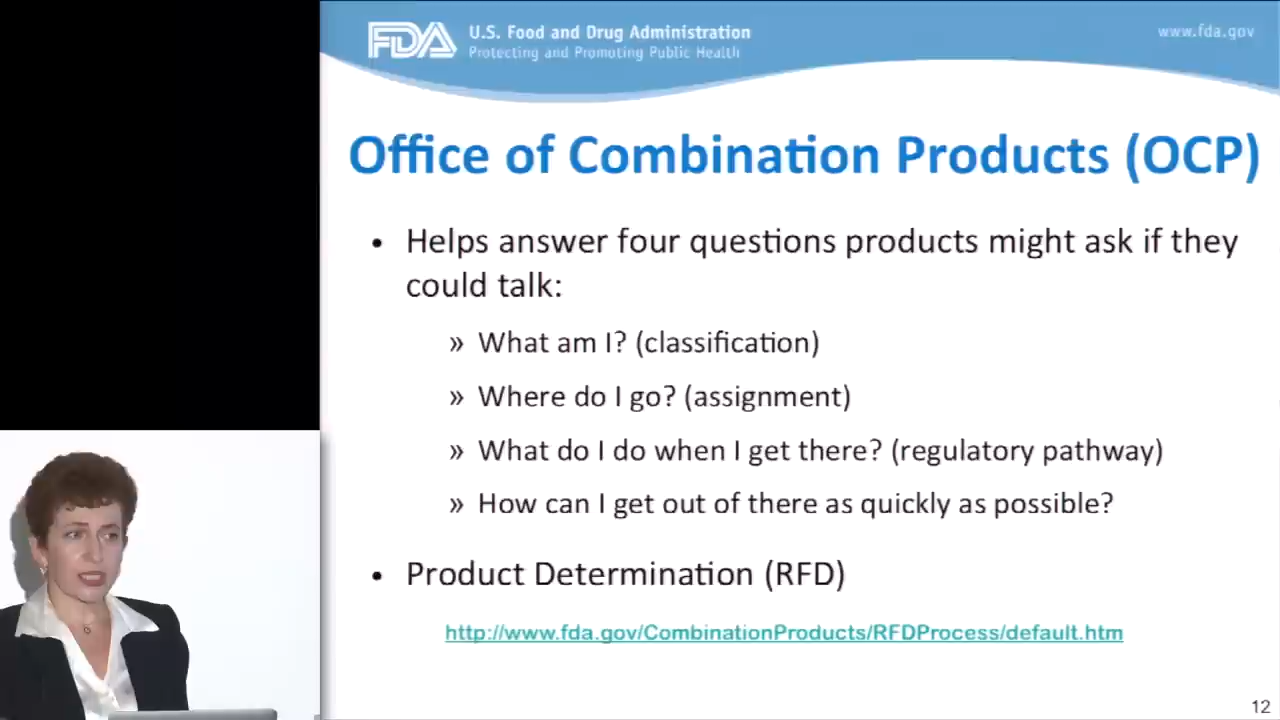 FDA
U.S. Food and Drug Administration
Protecting and Promoting Public Health
www.fda.gov
Office of Combination Products (OCP)
• Helps answer four questions products might ask if they
could talk:
» What am I? (classification)
» Where do I go? (assignment)
» What do I do when I get there? (regulatory pathway)
» How can I get out of there as quickly as possible?
• Product Determination (RFD)
http://www.fda.gov/CombinationProducts/RFDProcess/default.htm
12